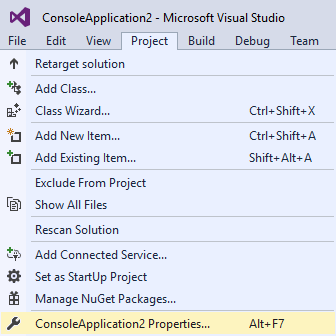 ConsoleApplication2 - Microsoft Visual Studio
File Edit View Project Build Debug Team
Retarget solution
Add Class...
Class Wizard... Ctrl+Shift+X
Add New Item... Ctrl+Shift+A
Add Existing Item... Shift+Alt+A
Exclude From Project
Show All Files
Rescan Solution
Add Connected Service...
Set as StartUp Project
Manage NuGet Packages...
ConsoleApplication2 Properties... Alt+F7